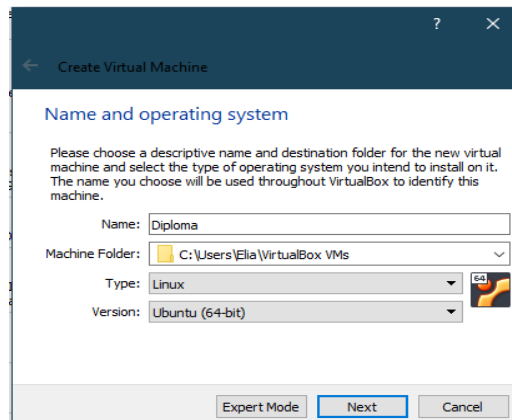 ?
Create Virtual Machine
Name and operating system
Please choose a descriptive name and destination folder for the new virtual
machine and select the type of operating system you intend to install on it.
The name you choose will be used throughout VirtualBox to identify this
machine.
Name: Diploma
Machine Folder: C:\Users\Elia\VirtualBox VMs
Type: Linux
64
Version: Ubuntu (64-bit)
Expert Mode Next Cancel